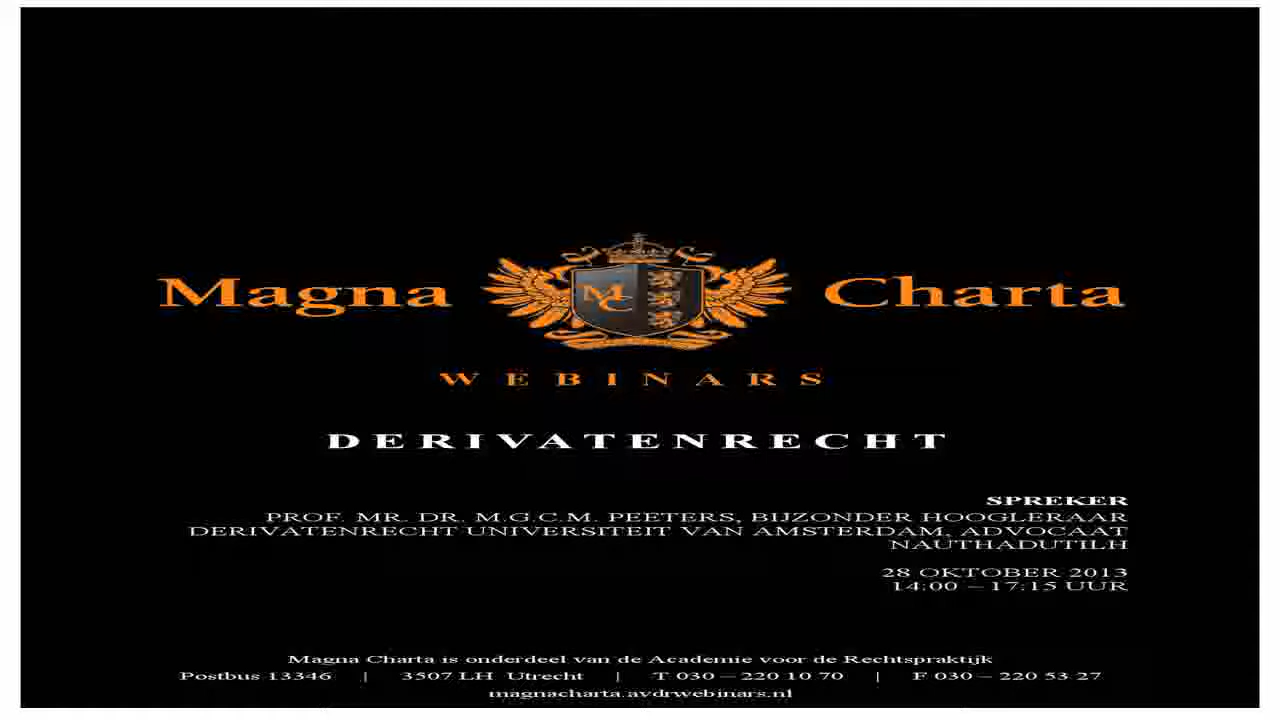 Magna MC Charta
WEBINARS
DERIVATENRECHT
SPREKER
PROF. MR. DR. M.G.C.M. PEETERS, BIJZONDER HOOGLERAAR
DERIVATENRECHT UNIVERSITEIT VAN AMSTERDAM, ADVOCAAT
NAUTHADUTILH
28 OKTOBER 2013
14:00 – 17:15 UUR
Magna Charta is onderdeel van de Academie voor de Rechtspraktijk
Postbus 13346 | 3507 LH Utrecht | T 030 – 220 10 70 | F 030 – 220 53 27
magnacharta.avdrwebinars.nl